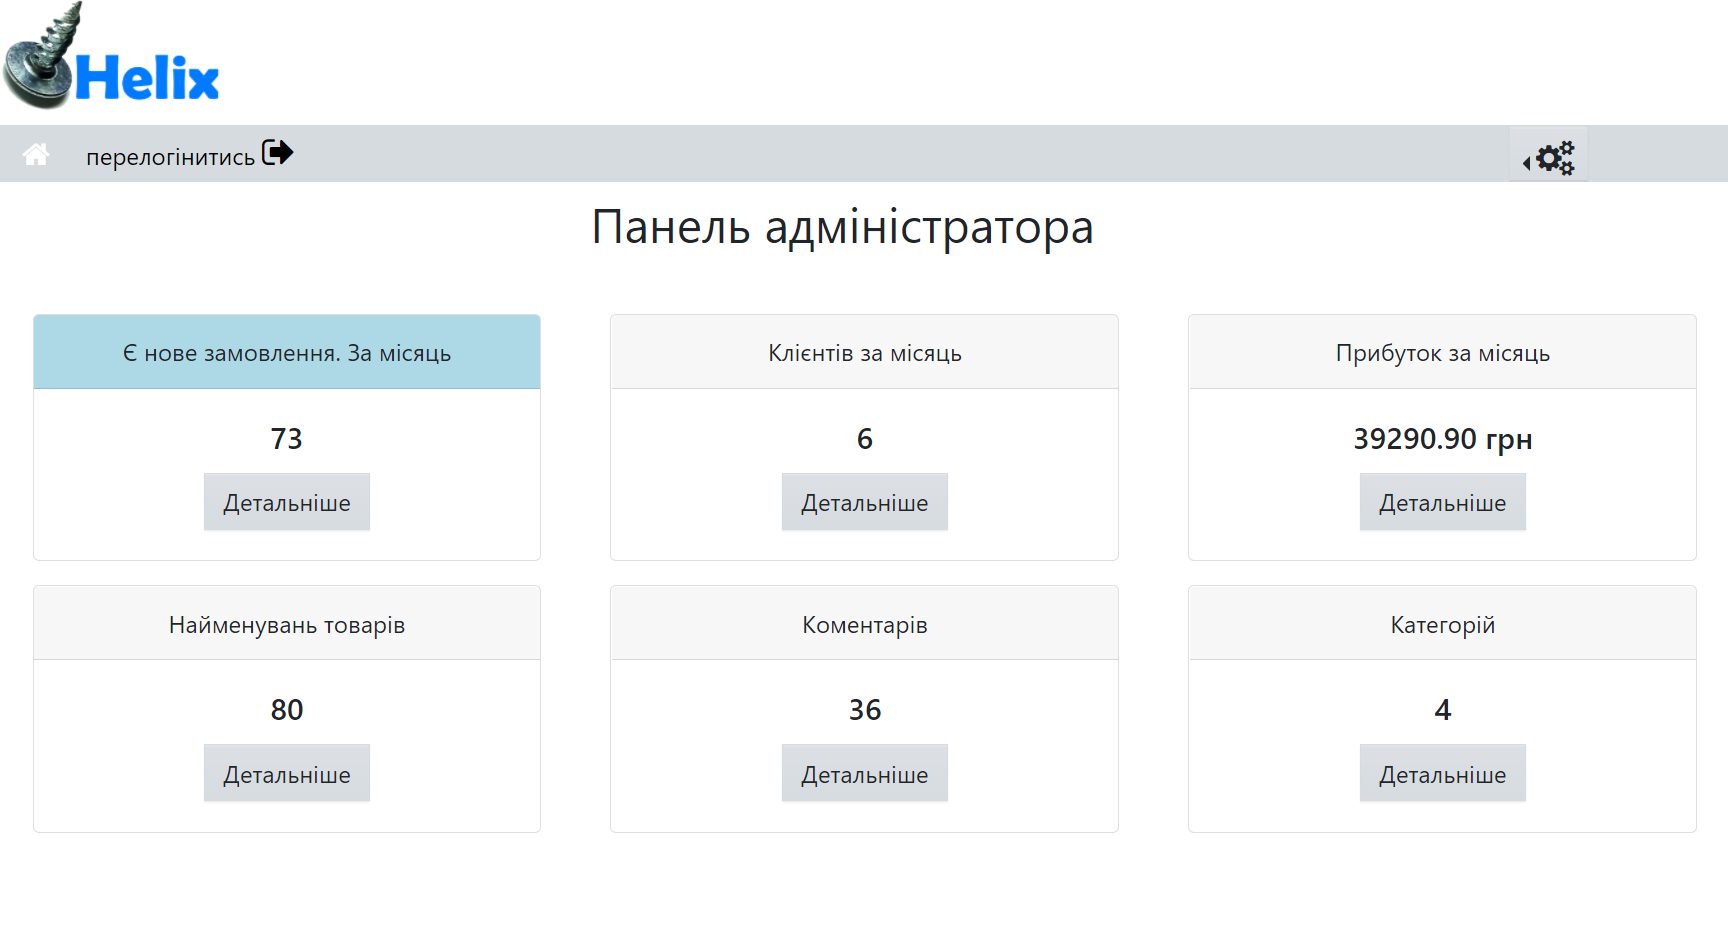 Helix
перелогінитись
Панель адміністратора
Є нове замовлення. За місяць
Клієнтів за місяць
Прибуток за місяць
73
6
39290.90 грн
Детальніше
Детальніше
Детальніше
Найменувань товарів
Коментарів
Категорій
80
36
4
Детальніше
Детальніше
Детальніше